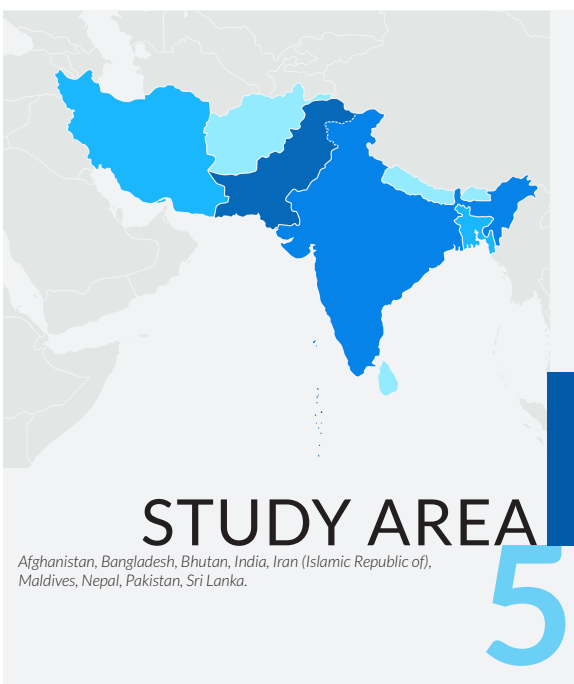 STUDY AREA
Afghanistan, Bangladesh, Bhutan, India, Iran (Islamic Republic of),
Maldives, Nepal, Pakistan, Sri Lanka.
5